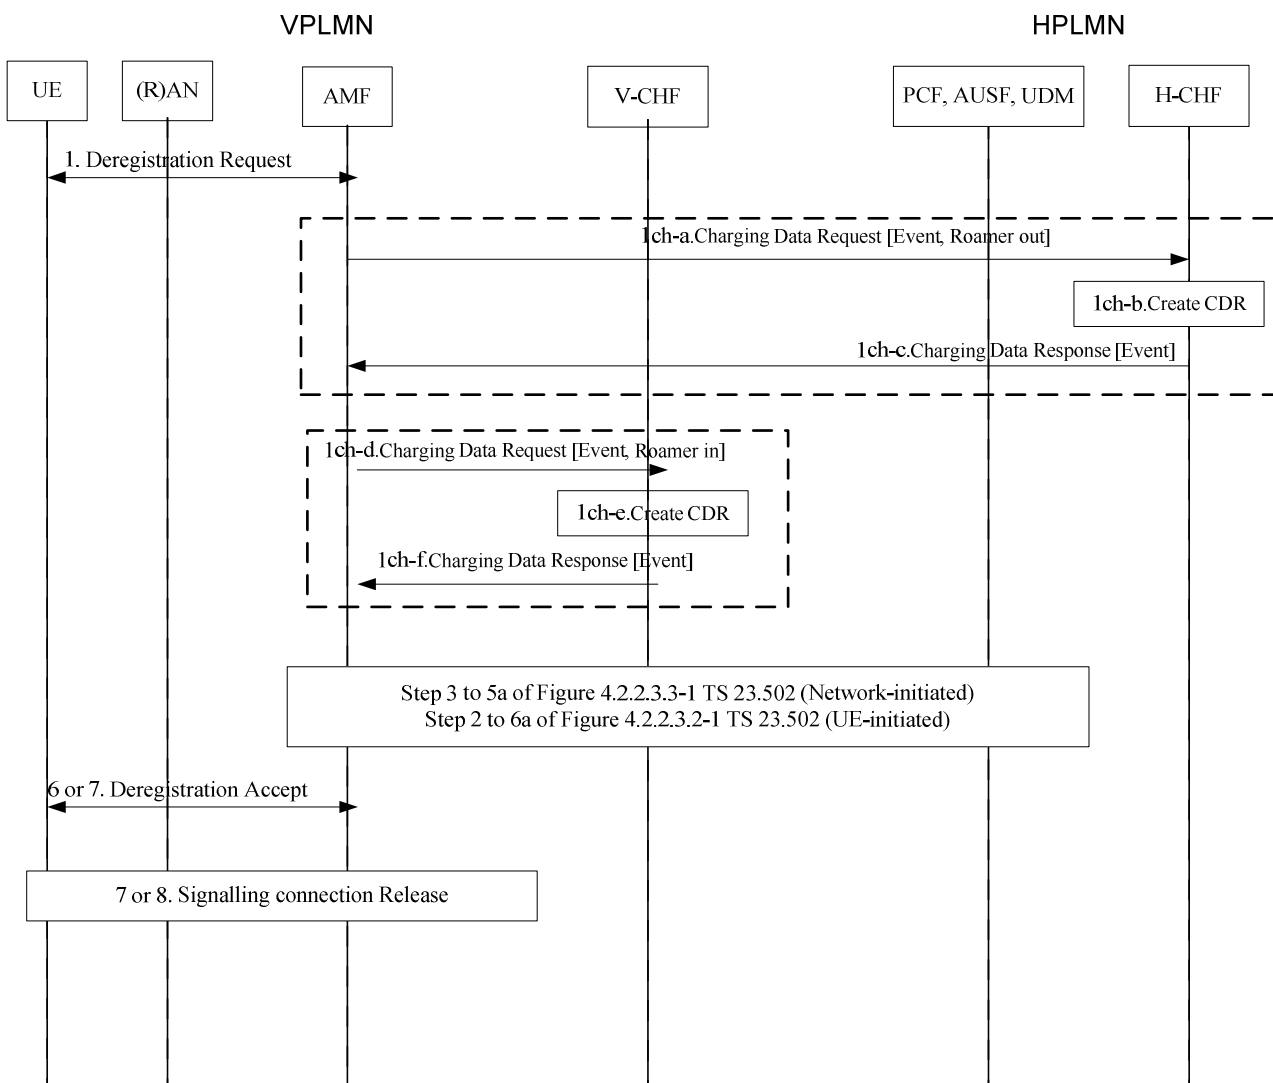 VPLMN
HPLMN
UE
(R)AN
AMF
V-CHF
PCF, AUSF, UDM
H-CHF
1. Deregistration Request
1ch-a.Charging Data Request [Event, Roamer out]
1ch-b.Create CDR
1ch-c.Charging Data Response [Event]
1ch-d.Charging Data Request [Event, Roamer in]
1ch-e.Create CDR
1ch-f.Charging Data Response [Event]
Step 3 to 5a of Figure 4.2.2.3.3-1 TS 23.502 (Network-initiated)
Step 2 to 6a of Figure 4.2.2.3.2-1 TS 23.502 (UE-initiated)
6 or 7. Deregistration Accept
7 or 8. Signalling connection Release